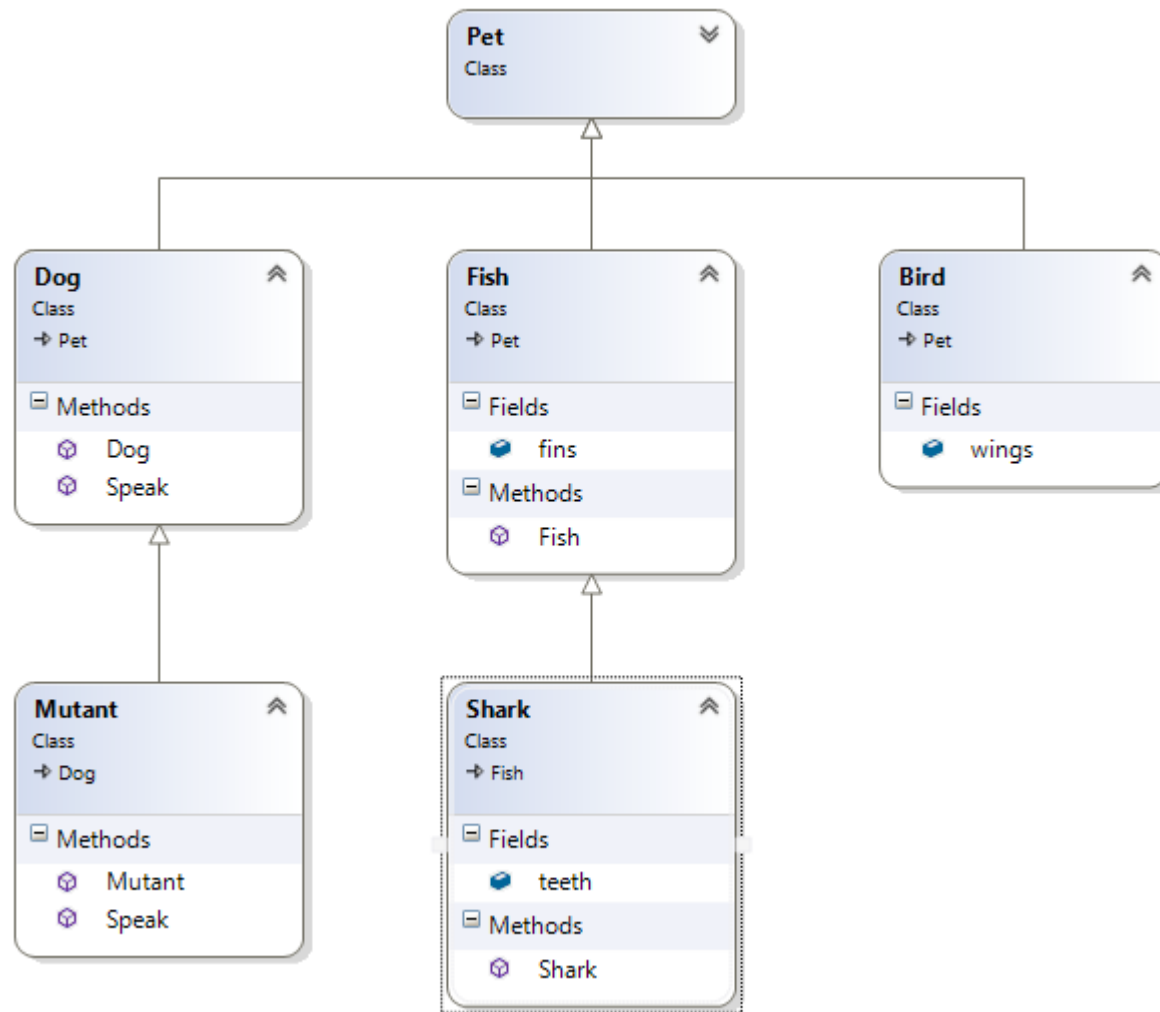 Pet
Class
Dog
Class
Pet
Methods
Dog
Speak
Fish
Class
Pet
Fields
fins
Methods
Fish
Bird
Class
Pet
Fields
wings
Mutant
Class
Dog
Methods
Mutant
Speak
Shark
Class
Fish
Fields
teeth
Methods
Shark